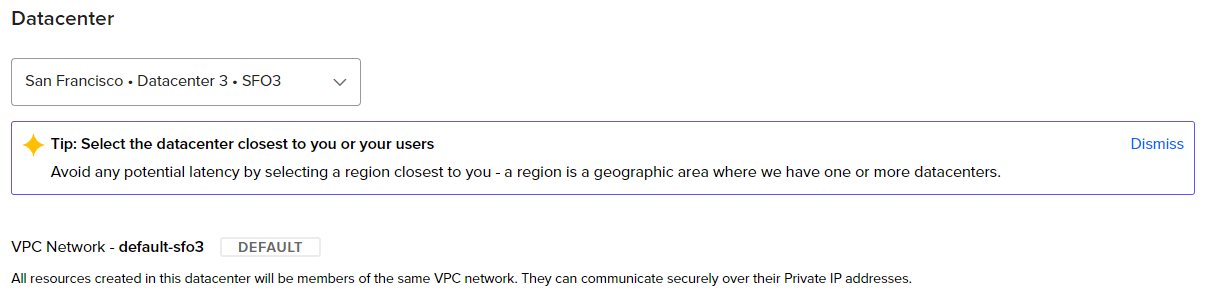 Datacenter
San Francisco • Datacenter 3 • SFO3
Tip: Select the datacenter closest to you or your users
Dismiss
Avoid any potential latency by selecting a region closest to you - a region is a geographic area where we have one or more datacenters.
VPC Network - default-sfo3 DEFAULT
All resources created in this datacenter will be members of the same VPC network. They can communicate securely over their Private IP addresses.